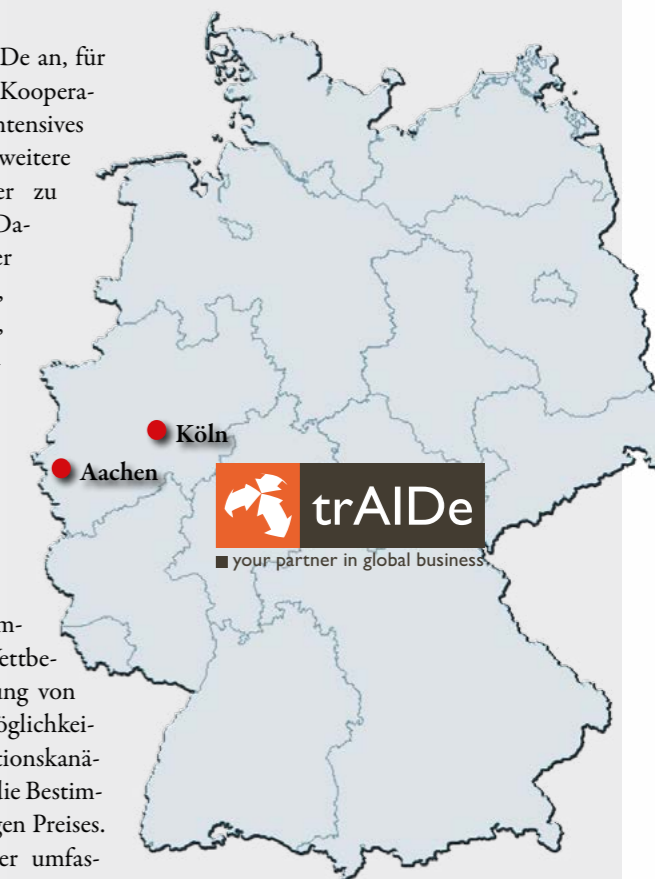 De an, für
Koopera-
ntensives
weitere
er zu
Da-
er
,
,
Köln
Aachen
trAIDe
your partner in global business
m-
Vettbe-
ung von
öglichkei-
tionskanä-
die Bestim-
gen Preises.
er umfas-